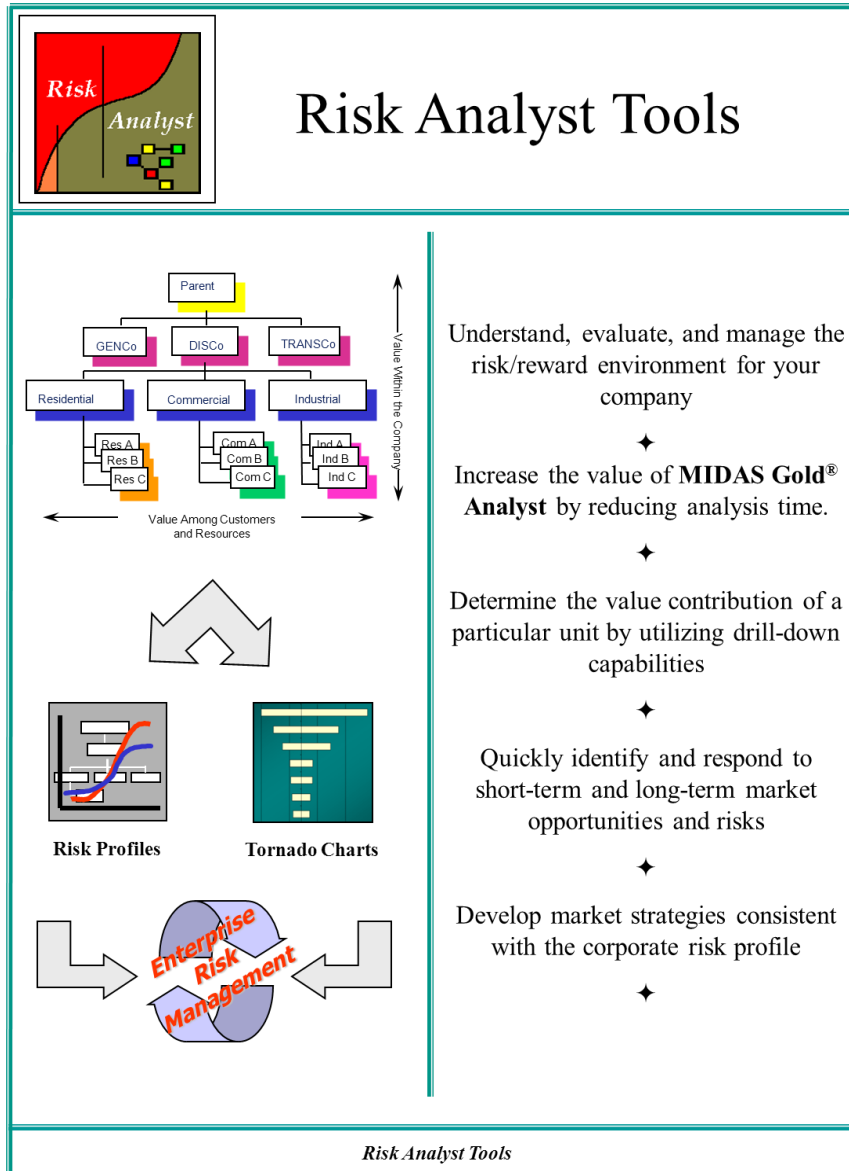 Risk
Analyst
Risk Analyst Tools
Parent
GENCo
DISCo
TRANSCo
Residential
Commercial
Industrial
Res A
Res B
Res C
Com A
Com B
Com C
Ind A
Ind B
Ind C
Value Within the Company
Value Among Customers
and Resources
Risk Profiles
Tornado Charts
Enterprise
Risk
Management
Understand, evaluate, and manage the
risk/reward environment for your
company
Increase the value of MIDAS Gold®
Analyst by reducing analysis time.
Determine the value contribution of a
particular unit by utilizing drill-down
capabilities
Quickly identify and respond to
short-term and long-term market
opportunities and risks
Develop market strategies consistent
with the corporate risk profile
Risk Analyst Tools